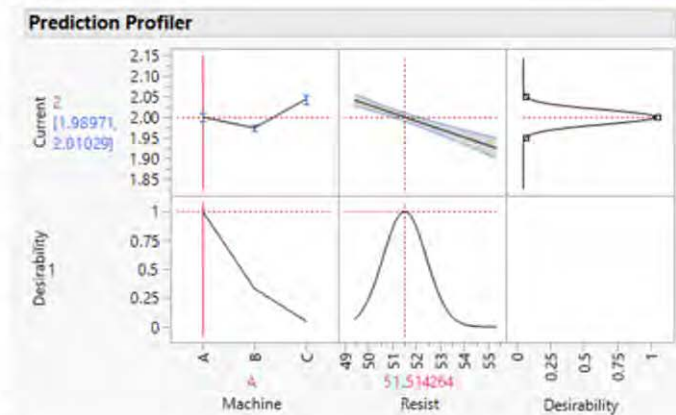 Prediction Profiler
Current
2
[1.98971,
2.01029]
2.15
2.10
2.05
2.00
1.95
1.90
1.85
Desirability
1
1
0.75
0.5
0.25
0
A
B
C
A
Machine
49
50
51
52
53
54
55
51.514264
Resist
0
0.25
0.5
0.75
1
Desirability